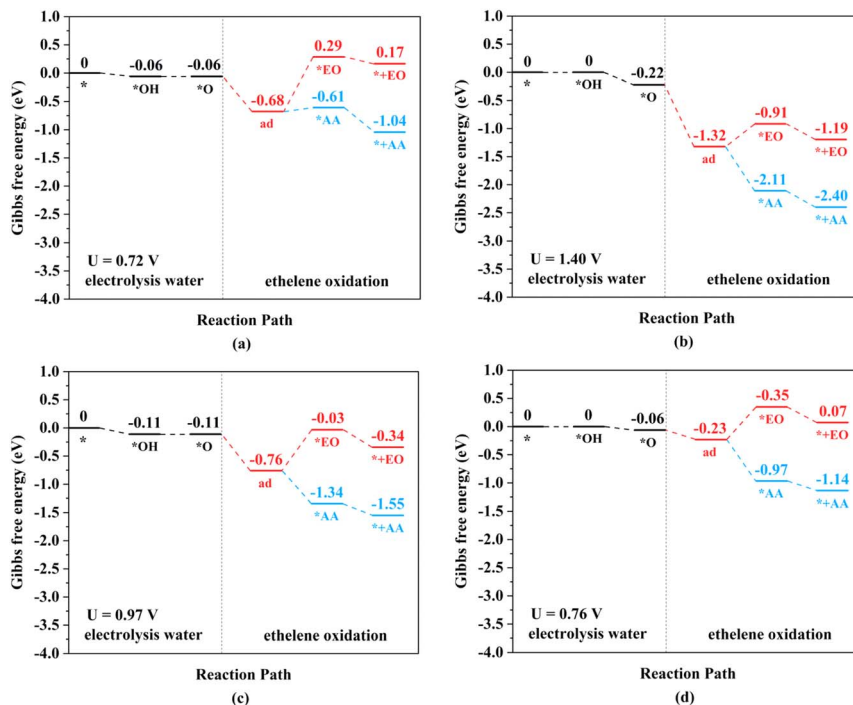 1.0
0.5
0.0
-0.5
-1.0
-1.5
-2.0
-2.5
-3.0
-3.5
-4.0
Gibbs free energy (eV)
0 -0.06 -0.06
* *OH *O
-0.68
ad
0.29
*EO
0.17
*+EO
-0.61
*AA
-1.04
*+AA
U = 0.72 V
electrolysis water
ethelene oxidation
Reaction Path
(a)
1.0
0.5
0.0
-0.5
-1.0
-1.5
-2.0
-2.5
-3.0
-3.5
-4.0
Gibbs free energy (eV)
0 0 -0.22
* *OH *O
-1.32
ad
-0.91
*EO
-1.19
*+EO
-2.11
*AA
-2.40
*+AA
U = 1.40 V
electrolysis water
ethelene oxidation
Reaction Path
(b)
1.0
0.5
0.0
-0.5
-1.0
-1.5
-2.0
-2.5
-3.0
-3.5
-4.0
Gibbs free energy (eV)
0 -0.11 -0.11
* *OH *O
-0.76
ad
-0.03
*EO
-0.34
*+EO
-1.34
*AA
-1.55
*+AA
U = 0.97 V
electrolysis water
ethelene oxidation
Reaction Path
(c)
1.0
0.5
0.0
-0.5
-1.0
-1.5
-2.0
-2.5
-3.0
-3.5
-4.0
Gibbs free energy (eV)
0 0 -0.06
* *OH *O
-0.23
ad
-0.35
*EO
0.07
*+EO
-0.97
*AA
-1.14
*+AA
U = 0.76 V
electrolysis water
ethelene oxidation
Reaction Path
(d)